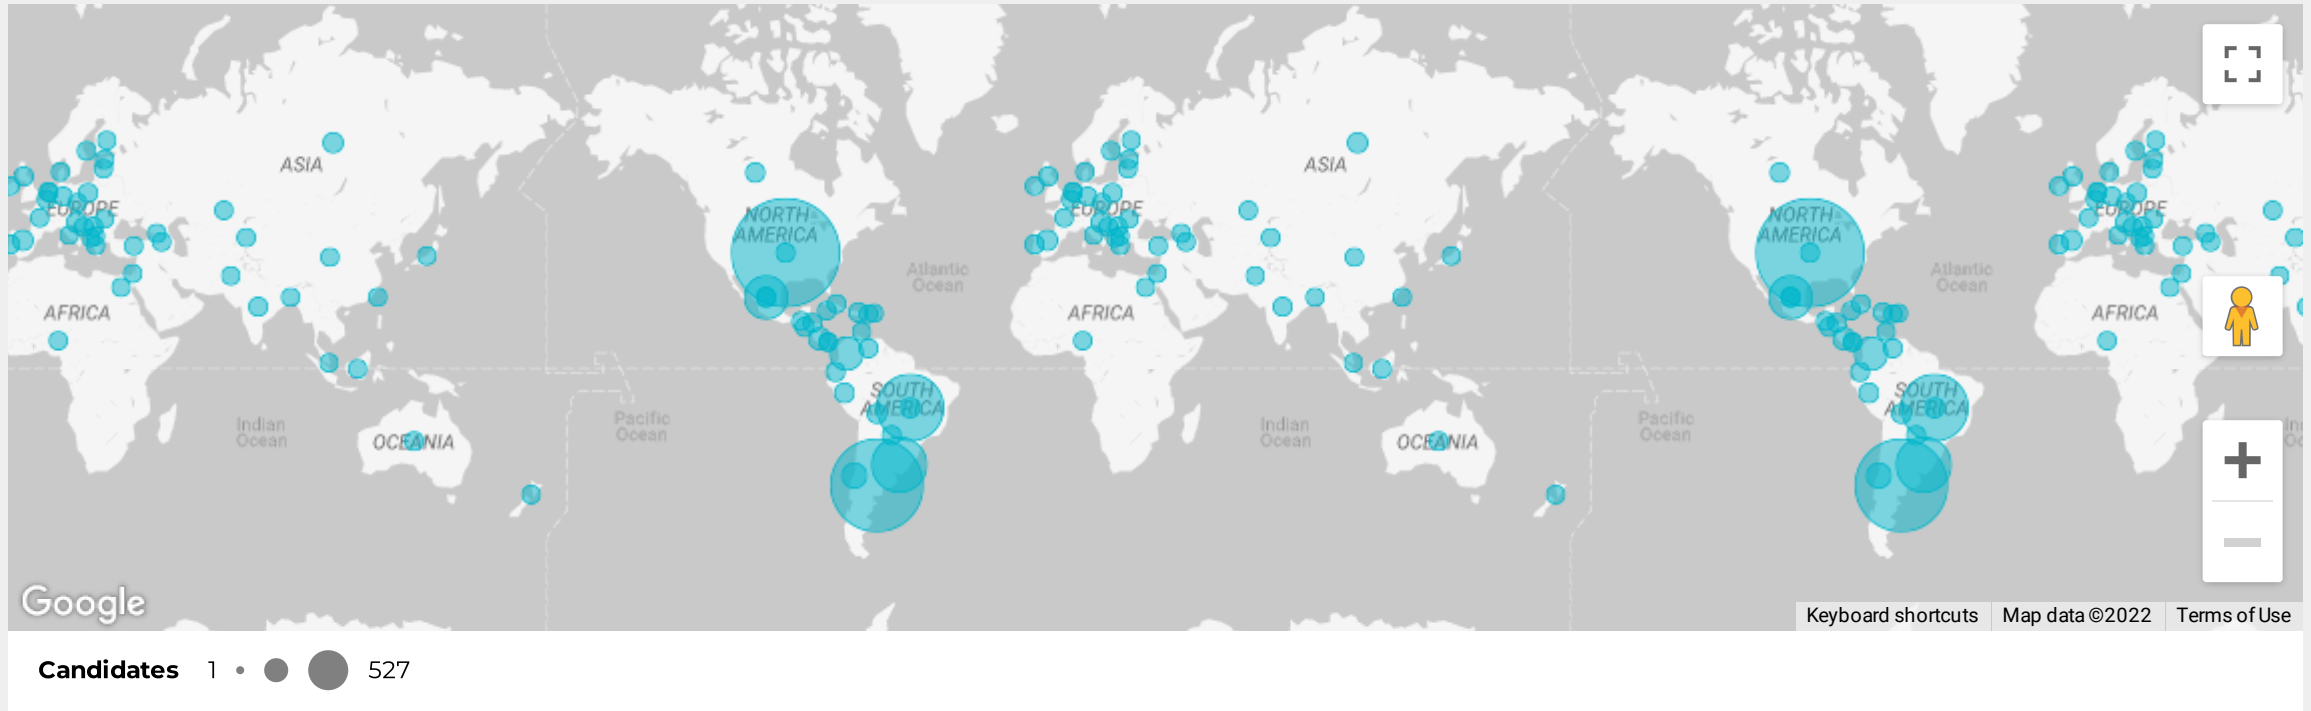 ASIA
ASIA
NORTH
AMERICA
NORTH
AMERICA
EUROPE
EUROPE
EUROPE
Atlantic
Ocean
Atlantic
Ocean
AFRICA
AFRICA
AFRICA
SOUTH
AMERICA
SOUTH
AMERICA
Indian
Ocean
Pacific
Ocean
Indian
Ocean
Pacific
Ocean
OCEANIA
OCEANIA
Google
Keyboard shortcuts
Map data ©2022
Terms of Use
Candidates 1 527